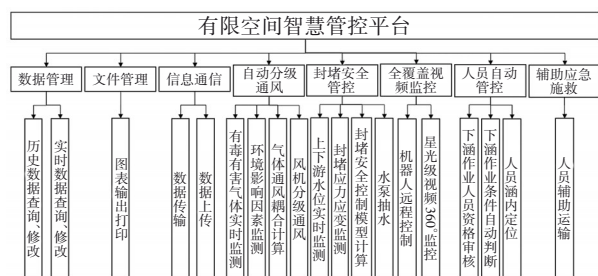 有限空间智慧管控平台
数据管理
文件管理
信息通信
自动分级
通风
封堵安全
管控
全覆盖视
频监控
人员自动
管控
辅助应急
施救
历史数据查询、修改
实时数据查询、修改
图表输出打印
数据传输
数据上传
有毒有害气体实时监测
环境影响因素监测
气体通风耦合计算
风机分级通风
上下游水位实时监测
封堵应力应变监测
封堵安全控制模型计算
水泵抽水
机器人远程控制
星光级视频360°监控
下涵作业人员资格审核
下涵作业条件自动判断
人员涵内定位
人员辅助运输